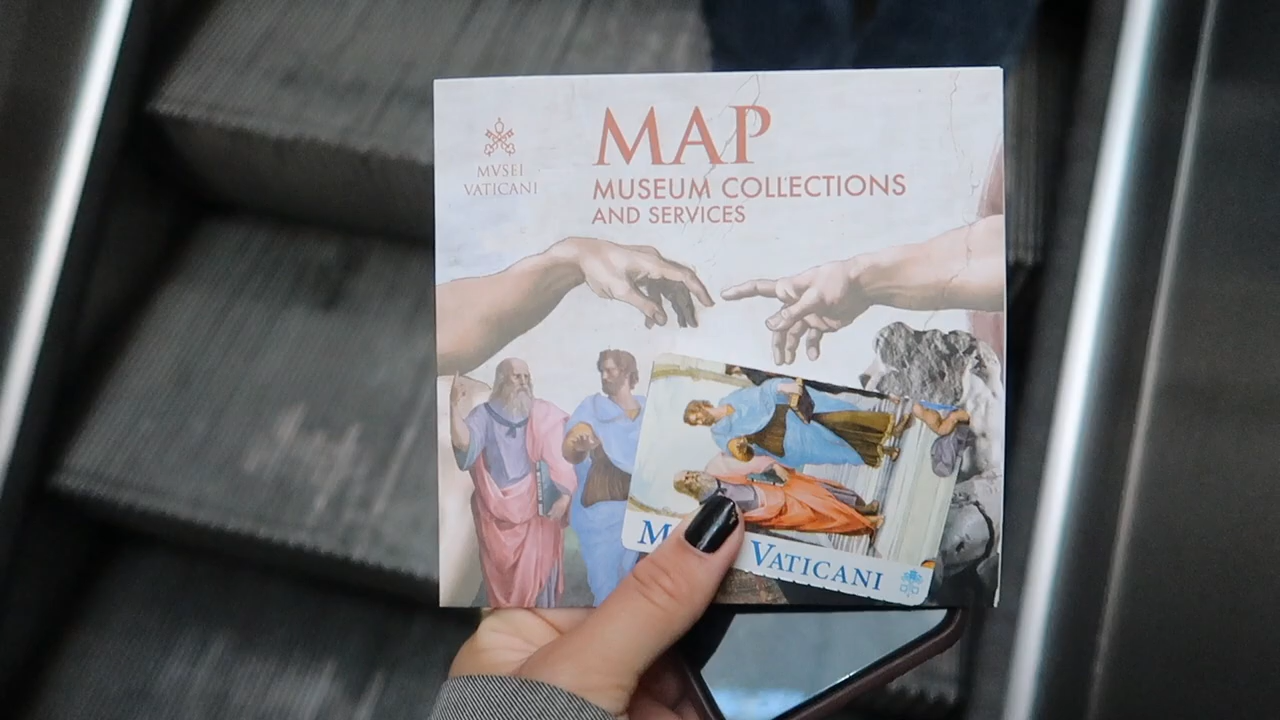 MAP
MVSEI
VATICANI
MUSEUM COLLECTIONS
AND SERVICES
M VATICANI